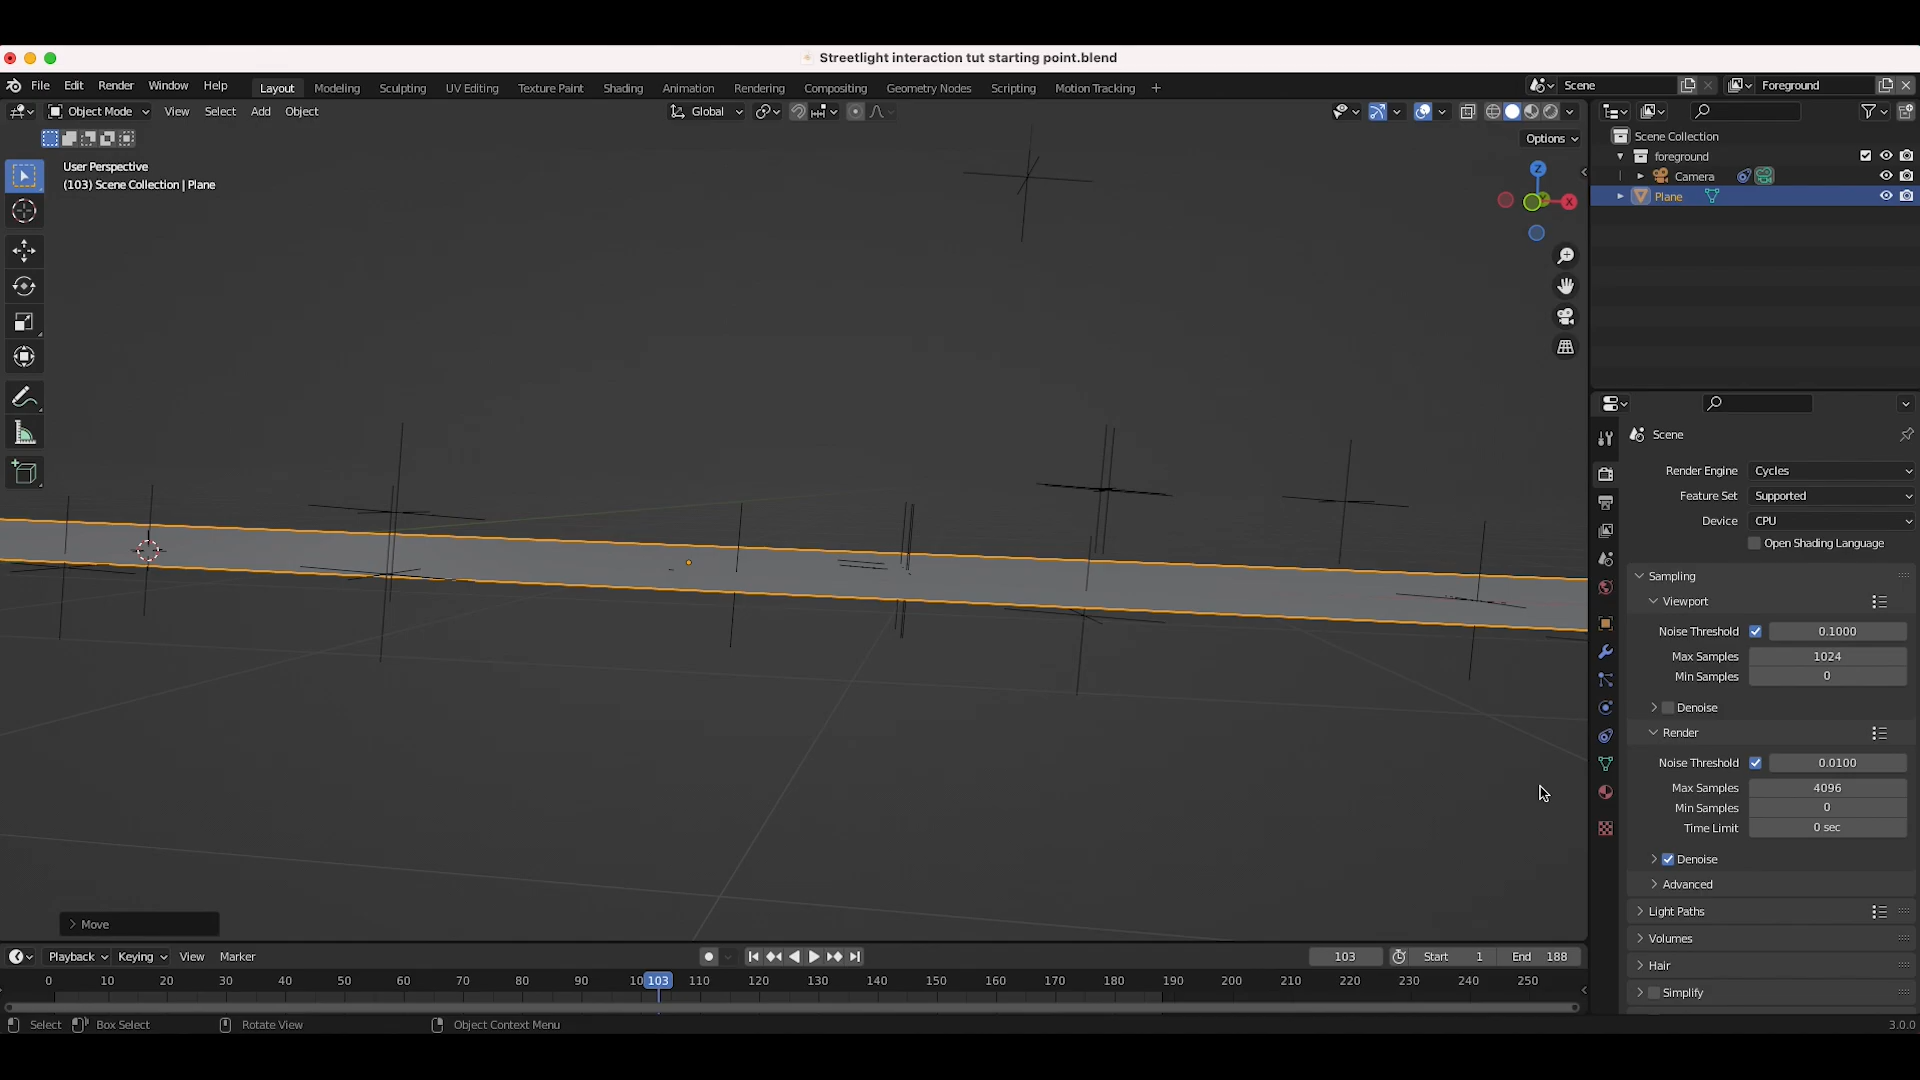 Streetlight interaction tut starting point.blend
File Edit Render Window Help Layout Modeling Sculpting UV Editing Texture Paint Shading Animation Rendering Compositing Geometry Nodes Scripting Motion Tracking + Scene Foreground
Object Mode View Select Add Object Global
Options
User Perspective
(103) Scene Collection | Plane
Z
X
Scene Collection
foreground
Camera
Plane
Scene
Render Engine Cycles
Feature Set Supported
Device CPU
Open Shading Language
Sampling
Viewport
Noise Threshold 0.1000
Max Samples 1024
Min Samples 0
Denoise
Render
Noise Threshold 0.0100
Max Samples 4096
Min Samples 0
Time Limit 0 sec
Denoise
Advanced
Light Paths
Volumes
Hair
Simplify
Move
Playback Keying View Marker 103 Start 1 End 188
0 10 20 30 40 50 60 70 80 90 10 103 110 120 130 140 150 160 170 180 190 200 210 220 230 240 250
Select Box Select Rotate View Object Context Menu 3.0.0